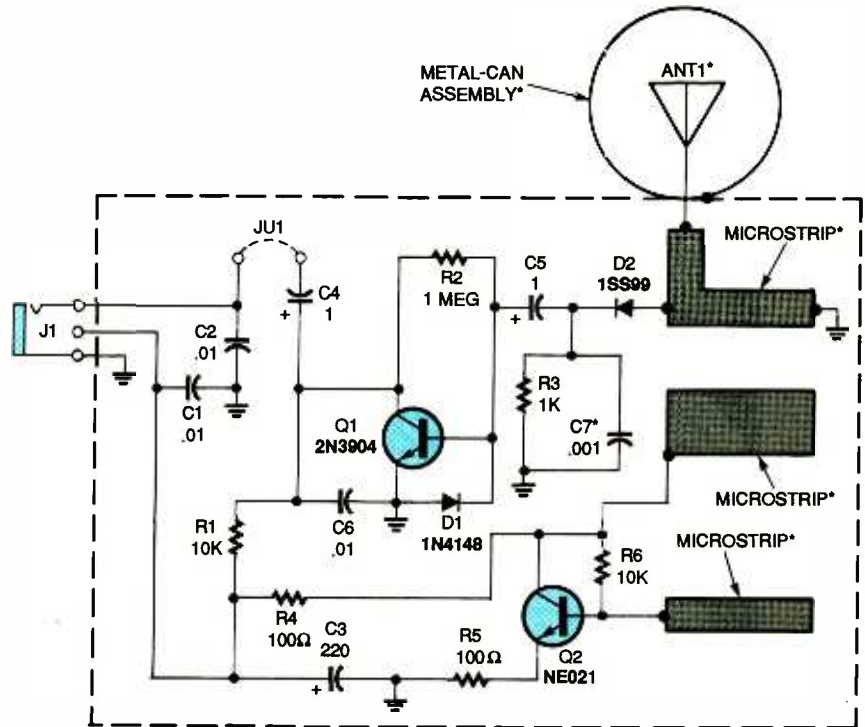 METAL-CAN
ASSEMBLY*
ANT1*
JU1
MICROSTRIP*
R2
1 MEG
C5
1
D2
1SS99
C4
1
+
+
J1
C2
.01
C1
.01
Q1
2N3904
R3
1K
C7*
.001
MICROSTRIP*
R1
10K
C6
.01
D1
1N4148
R6
10K
MICROSTRIP*
R4
100Ω
C3
220
+
R5
100Ω
Q2
NE021